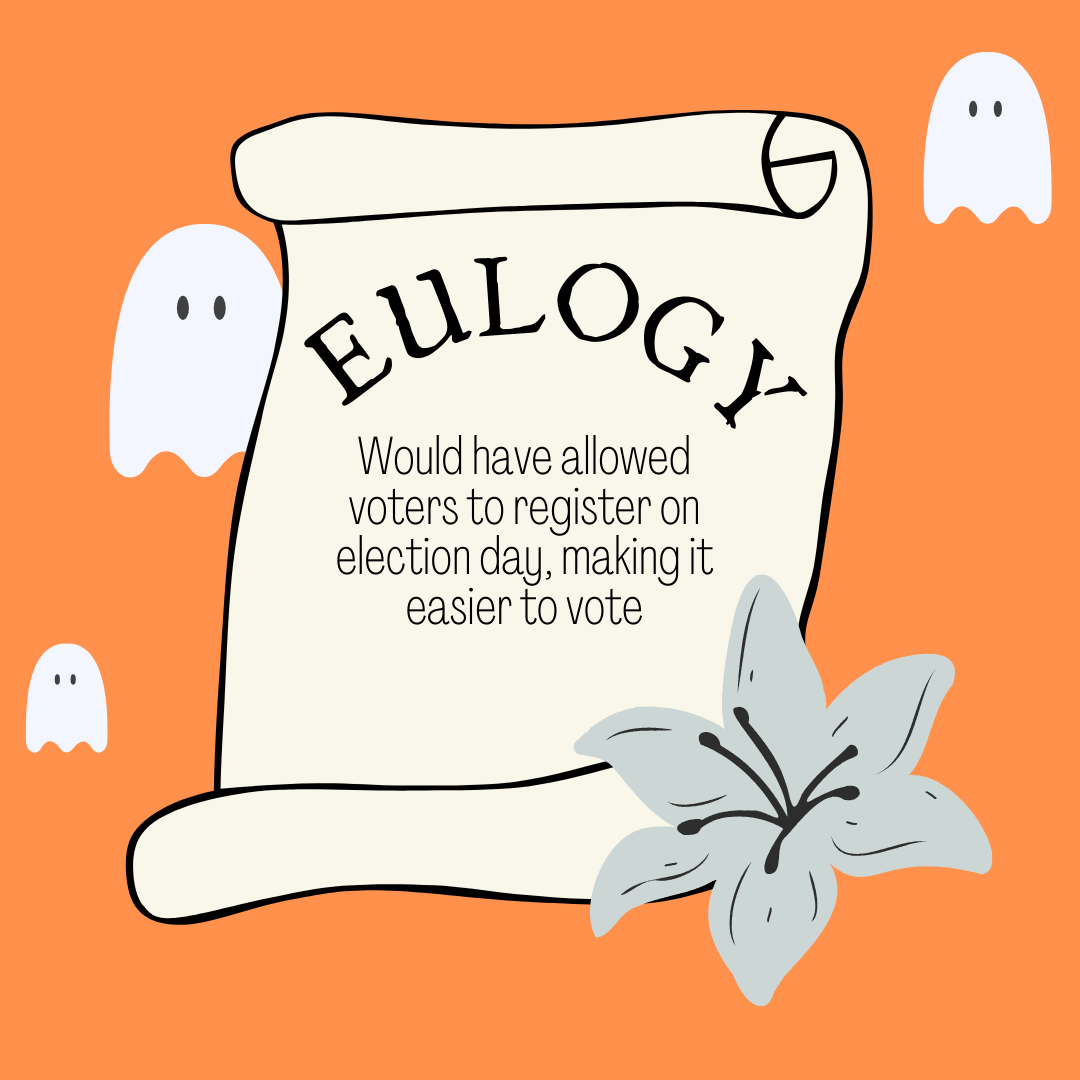 EULOGY
Would have allowed
voters to register on
election day, making it
easier to vote